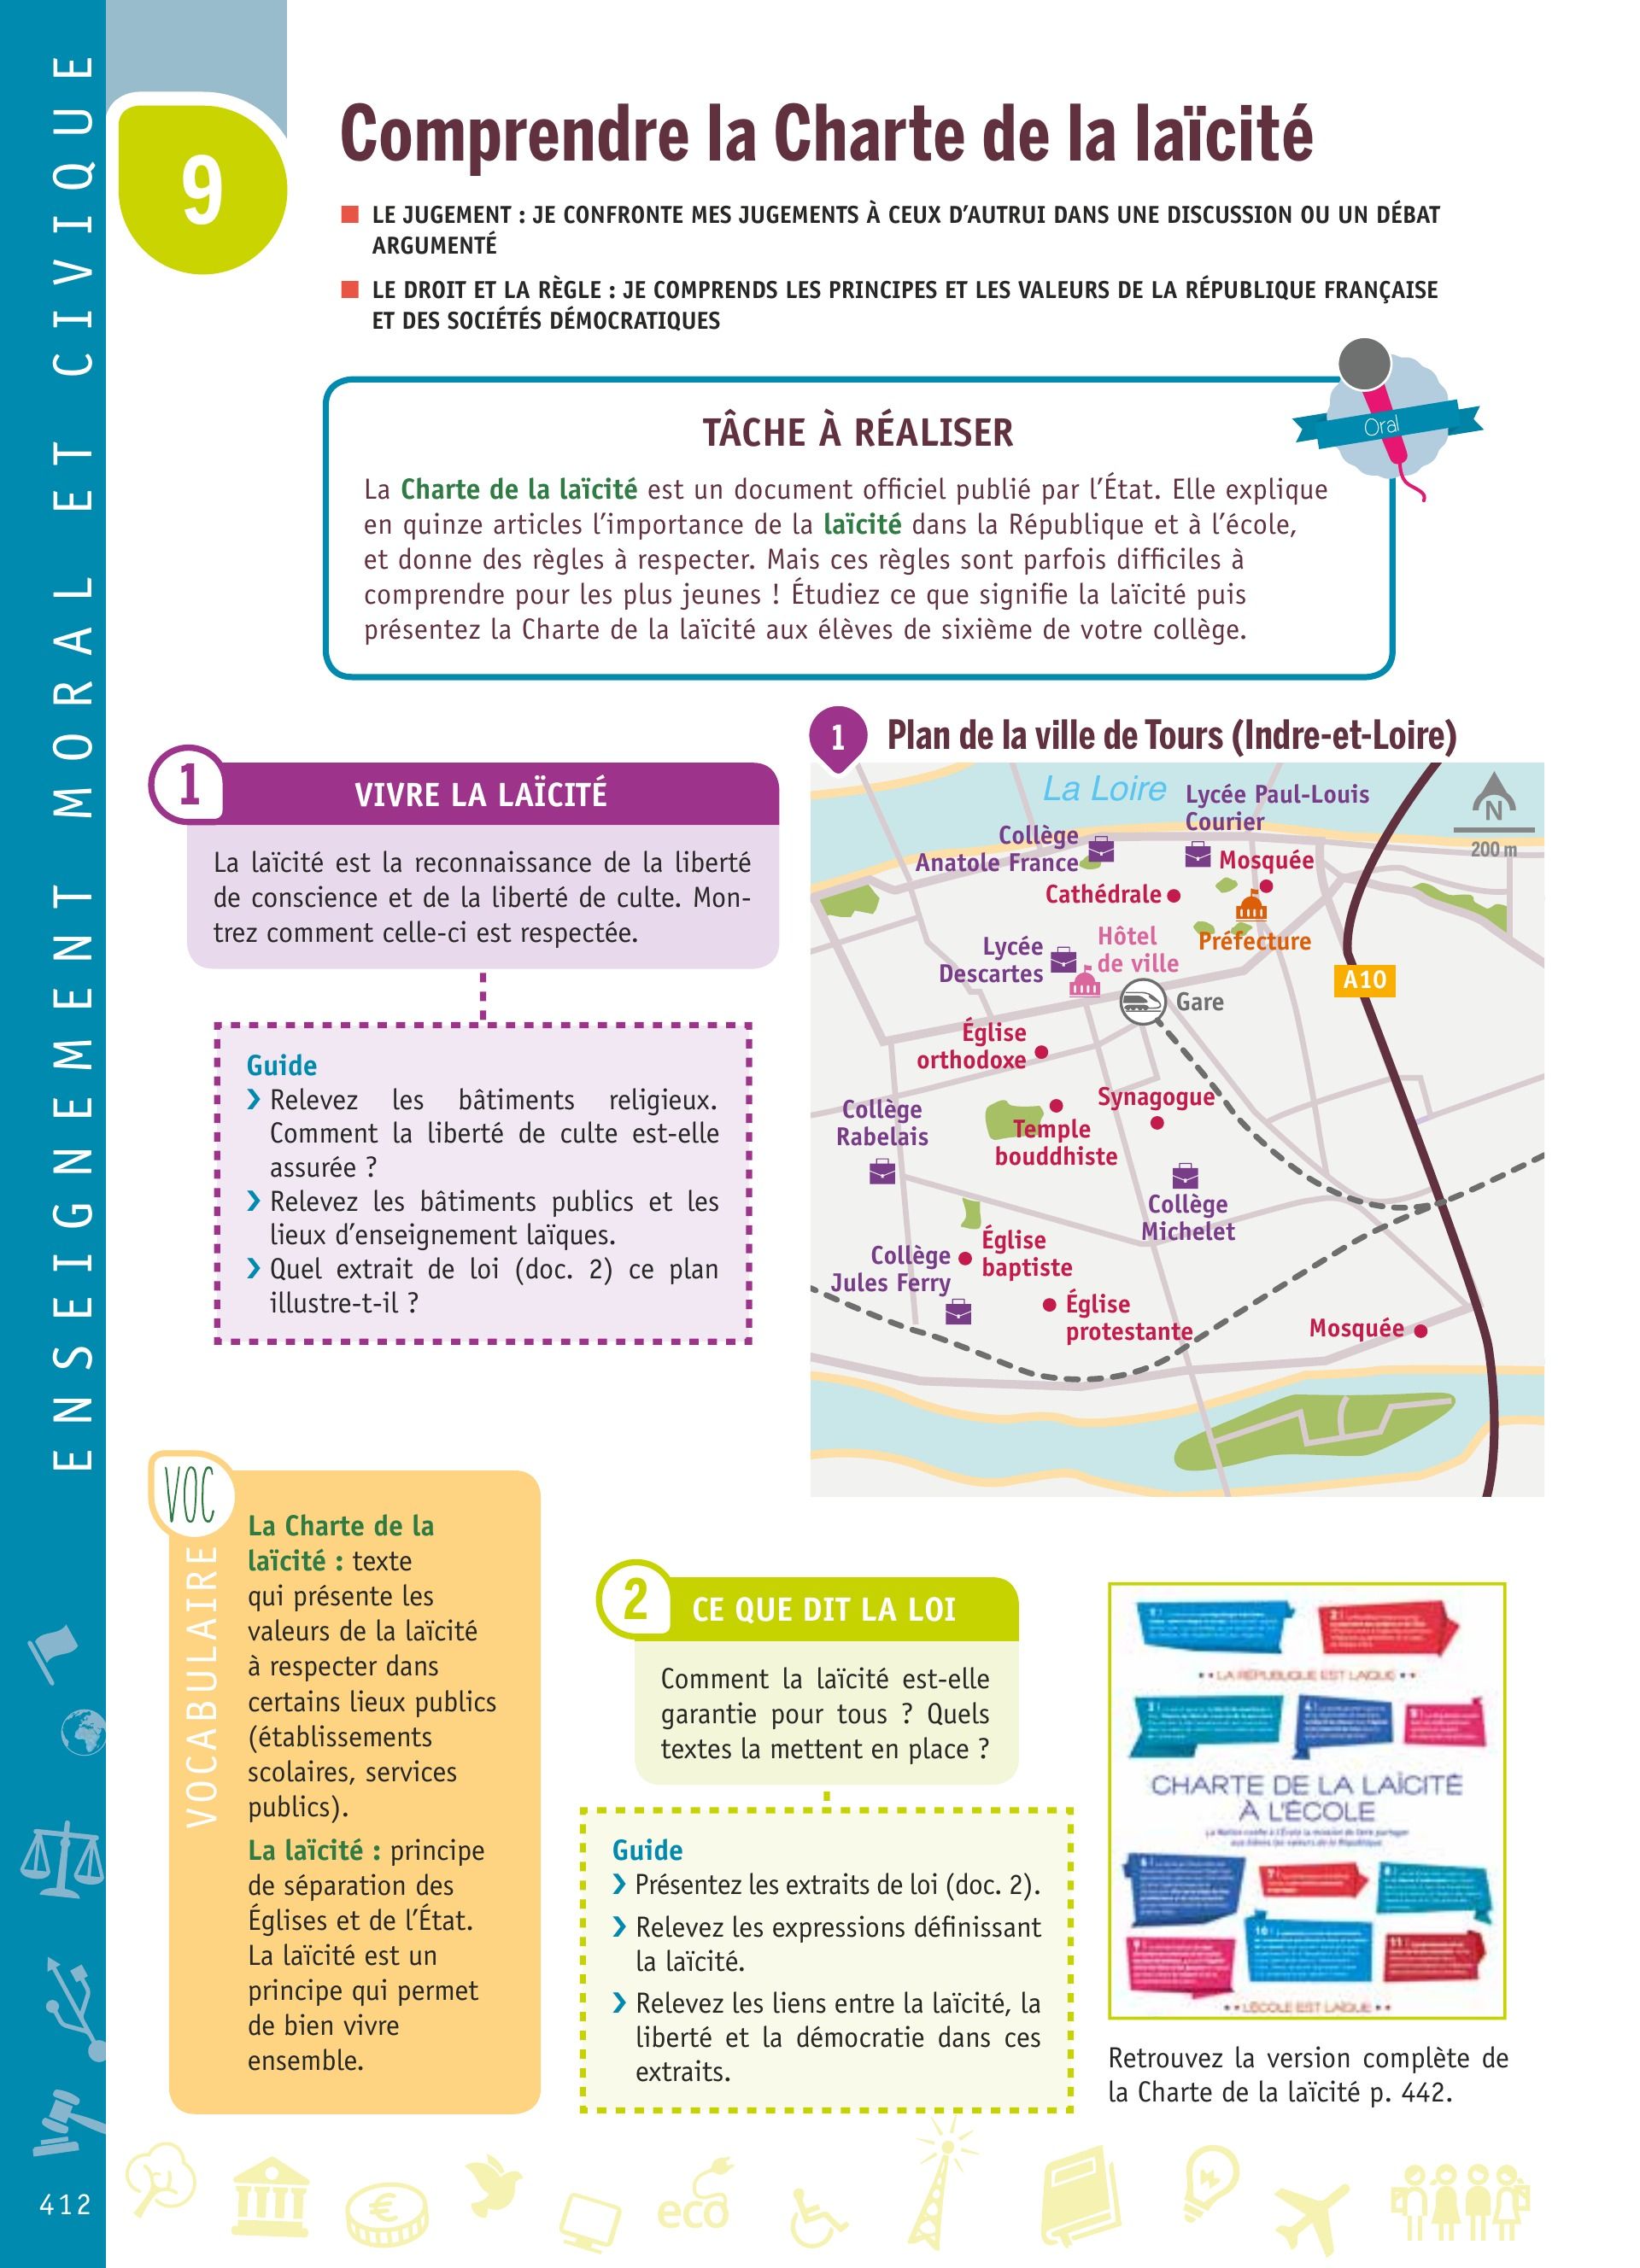 ENSEIGNEMENT MORAL ET CIVIQUE
9
Comprendre la Charte de la laïcité
LE JUGEMENT : JE CONFRONTE MES JUGEMENTS À CEUX D'AUTRUI DANS UNE DISCUSSION OU UN DÉBAT
ARGUMENTÉ
LE DROIT ET LA RÈGLE : JE COMPRENDS LES PRINCIPES ET LES VALEURS DE LA RÉPUBLIQUE FRANÇAISE
ET DES SOCIÉTÉS DÉMOCRATIQUES
Oral
TÂCHE À RÉALISER
La Charte de la laïcité est un document officiel publié par l'État. Elle explique
en quinze articles l'importance de la laïcité dans la République et à l'école,
et donne des règles à respecter. Mais ces règles sont parfois difficiles à
comprendre pour les plus jeunes ! Étudiez ce que signifie la laïcité puis
présentez la Charte de la laïcité aux élèves de sixième de votre collège.
1
VIVRE LA LAÏCITÉ
La laïcité est la reconnaissance de la liberté
de conscience et de la liberté de culte. Mon-
trez comment celle-ci est respectée.
Guide
› Relevez les bâtiments religieux.
Comment la liberté de culte est-elle
assurée ?
› Relevez les bâtiments publics et les
lieux d'enseignement laïques.
› Quel extrait de loi (doc. 2) ce plan
illustre-t-il ?
1
Plan de la ville de Tours (Indre-et-Loire)
La Loire
Lycée Paul-Louis
Courier
N
200 m
Collège
Anatole France
Mosquée
Cathédrale
Préfecture
Hôtel
de ville
Lycée
Descartes
A10
Gare
Église
orthodoxe
Synagogue
Collège
Rabelais
Temple
bouddhiste
Collège
Michelet
Église
baptiste
Collège
Jules Ferry
Église
protestante
Mosquée
VOC
VOCABULAIRE
La Charte de la
laïcité : texte
qui présente les
valeurs de la laïcité
à respecter dans
certains lieux publics
(établissements
scolaires, services
publics).
La laïcité : principe
de séparation des
Églises et de l'État.
La laïcité est un
principe qui permet
de bien vivre
ensemble.
2
CE QUE DIT LA LOI
Comment la laïcité est-elle
garantie pour tous ? Quels
textes la mettent en place ?
Guide
› Présentez les extraits de loi (doc. 2).
› Relevez les expressions définissant
la laïcité.
› Relevez les liens entre la laïcité, la
liberté et la démocratie dans ces
extraits.
•• LA RÉPUBLIQUE EST LAÏQUE ••
CHARTE DE LA LAÏCITÉ
À L'ÉCOLE
•• L'ÉCOLE EST LAÏQUE ••
Retrouvez la version complète de
la Charte de la laïcité p. 442.
€
eco
412